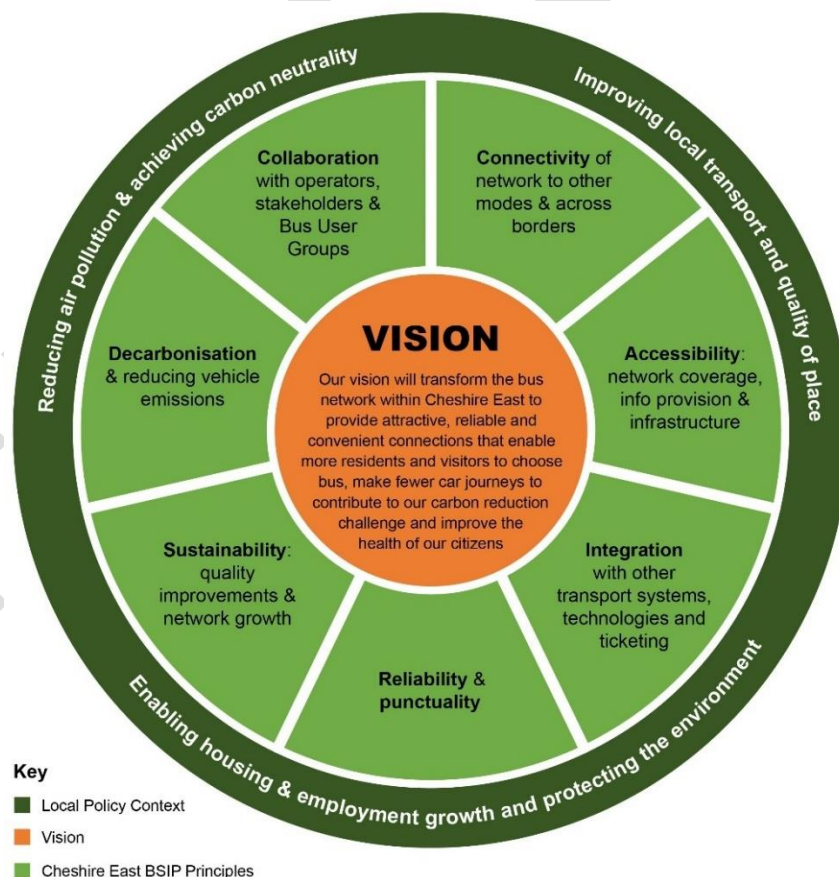 Reducing air pollution & achieving carbon neutrality
Improving local transport and quality of place
Enabling housing & employment growth and protecting the environment
Collaboration
with operators,
stakeholders &
Bus User
Groups
Connectivity of
network to other
modes & across
borders
Accessibility:
network coverage,
info provision &
infrastructure
Integration
with other
transport systems,
technologies and
ticketing
Reliability &
punctuality
Sustainability:
quality
improvements &
network growth
Decarbonisation
& reducing vehicle
emissions
VISION
Our vision will transform the bus
network within Cheshire East to
provide attractive, reliable and
convenient connections that enable
more residents and visitors to choose
bus, make fewer car journeys to
contribute to our carbon reduction
challenge and improve the
health of our citizens
Key
Local Policy Context
Vision
Cheshire East BSIP Principles